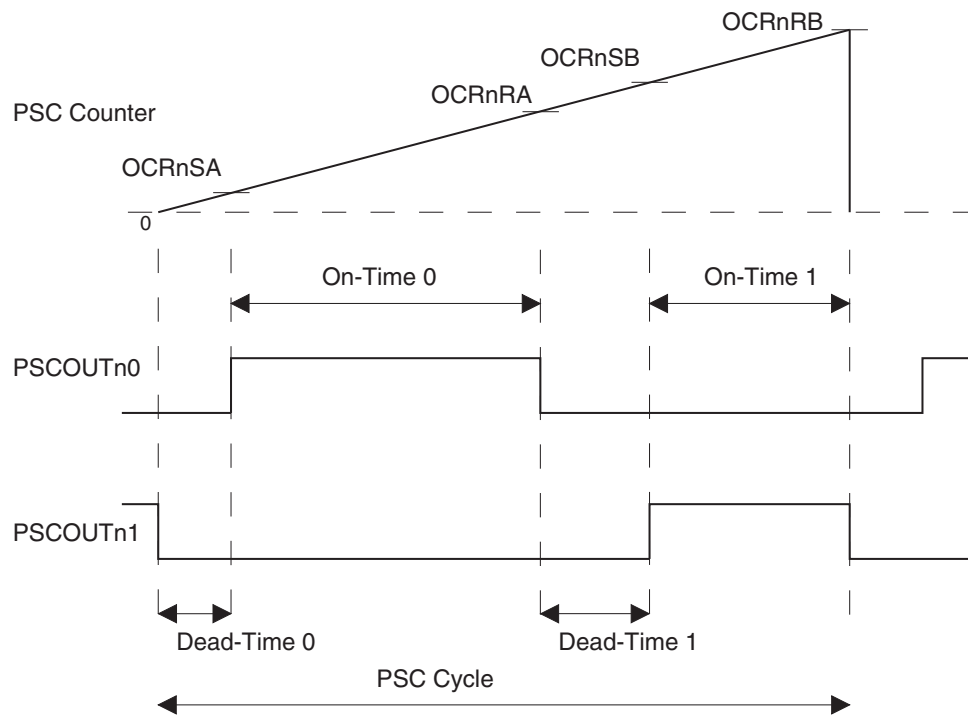 OCRnRB
OCRnSB
OCRnRA
PSC Counter
OCRnSA
0
On-Time 0
On-Time 1
PSCOUTn0
PSCOUTn1
Dead-Time 0
Dead-Time 1
PSC Cycle